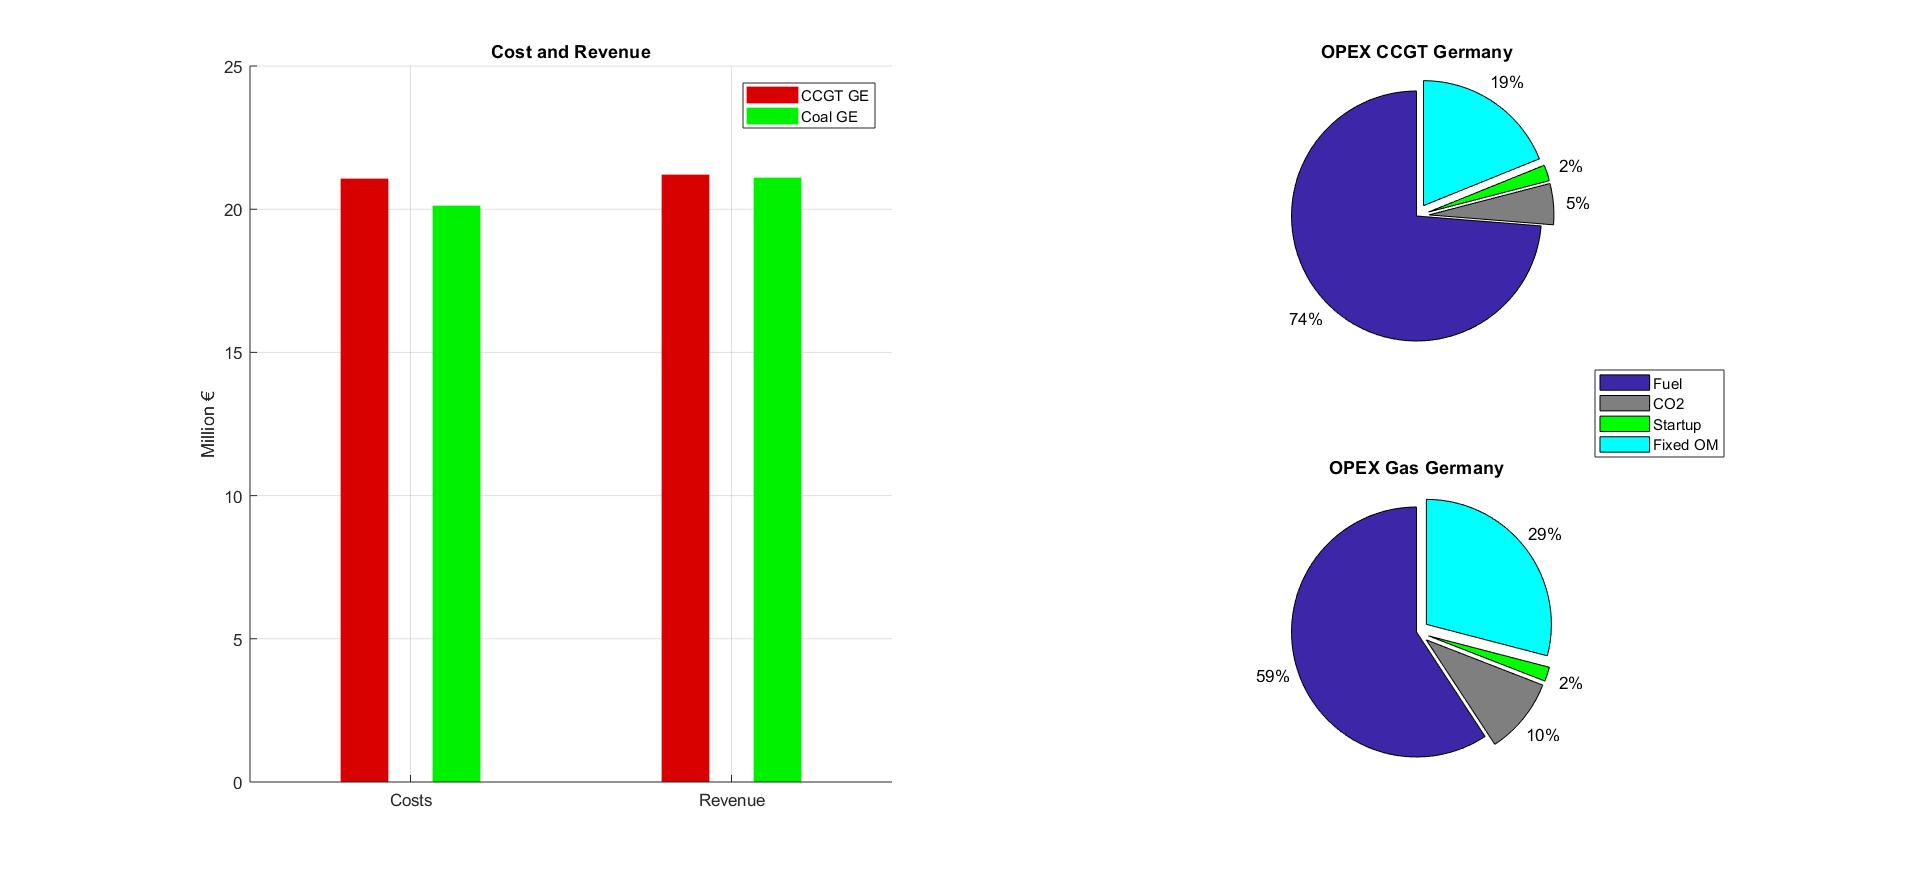 Cost and Revenue
25
20
15
10
5
0
Million €
CCGT GE
Coal GE
Costs
Revenue
OPEX CCGT Germany
19%
2%
5%
74%
Fuel
CO2
Startup
Fixed OM
OPEX Gas Germany
29%
2%
10%
59%